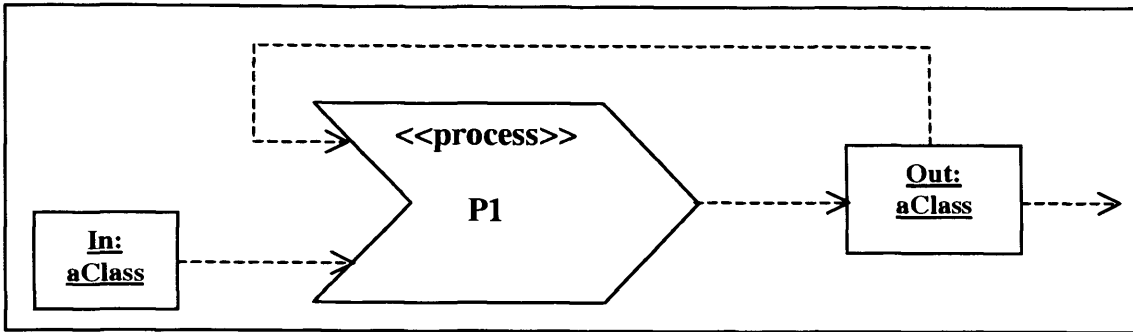 <<process>>
P1
In:
aClass
Out:
aClass